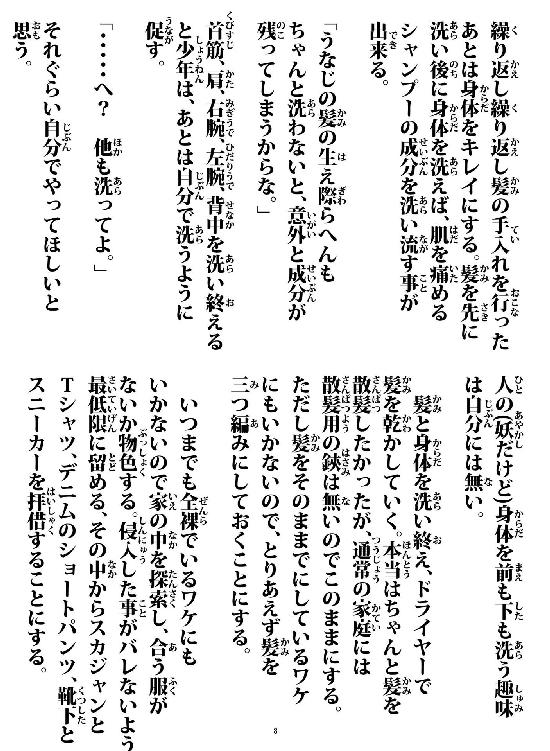 繰り返し繰り返し髪の手入れを行った
あとは身体をキレイにする。髪を先に
洗い後に身体を洗えば、肌を痛める
シャンプーの成分を洗い流す事が
出来る。
「うなじの髪の生え際らへんも
ちゃんと洗わないと、意外と成分が
残ってしまうからな。」
首筋、肩、右腕、左腕、背中を洗い終える
と少年は、あとは自分で洗うように
促す。
「・・・・へ？　他も洗ってよ。」
それぐらい自分でやってほしいと
思う。
人の（妖だけど）身体を前も下も洗う趣味
は自分には無い。
髪と身体を洗い終え、ドライヤーで
髪を乾かしていく。本当はちゃんと髪を
散髪したかったが、通常の家庭には
散髪用の鋏は無いのでこのままにする。
ただし髪をそのままでにしているワケ
にもいかないので、とりあえず髪を
三つ編みにしておくことにする。
いつまでも全裸でいるワケにも
いかないので家の中を探索し、合う服が
ないか物色する。侵入した事がバレないよう
最低限に留める、その中からスカジャンと
Tシャツ、デニムのショートパンツ、靴下と
スニーカーを拝借することにする。
8